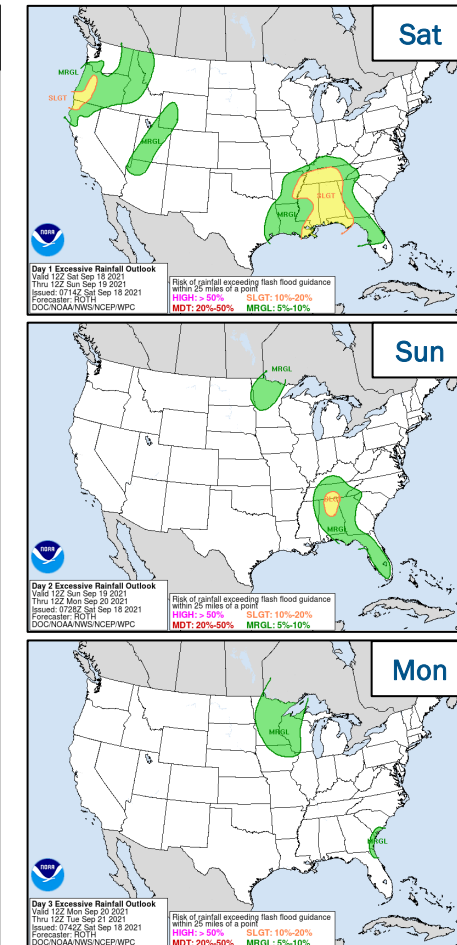 Sat
MRGL
SLGT
MRGL
SLGT
MRGL
NOAA
Day 1 Excessive Rainfall Outlook
Valid 12Z Sat Sep 18 2021
Thru 12Z Sun Sep 19 2021
Issued: 0714Z Sat Sep 18 2021
Forecaster: ROTH
DOC/NOAA/NWS/NCEP/WPC
Risk of rainfall exceeding flash flood guidance
within 25 miles of a point
HIGH: > 50% SLGT: 10%-20%
MDT: 20%-50% MRGL: 5%-10%
Sun
MRGL
SLGT
MRGL
NOAA
Day 2 Excessive Rainfall Outlook
Valid 12Z Sun Sep 19 2021
Thru 12Z Mon Sep 20 2021
Issued: 0728Z Sat Sep 18 2021
Forecaster: ROTH
DOC/NOAA/NWS/NCEP/WPC
Risk of rainfall exceeding flash flood guidance
within 25 miles of a point
HIGH: > 50% SLGT: 10%-20%
MDT: 20%-50% MRGL: 5%-10%
Mon
MRGL
MRGL
NOAA
Day 3 Excessive Rainfall Outlook
Valid 12Z Mon Sep 20 2021
Thru 12Z Tue Sep 21 2021
Issued: 0742Z Sat Sep 18 2021
Forecaster: ROTH
DOC/NOAA/NWS/NCEP/WPC
Risk of rainfall exceeding flash flood guidance
within 25 miles of a point
HIGH: > 50% SLGT: 10%-20%
MDT: 20%-50% MRGL: 5%-10%